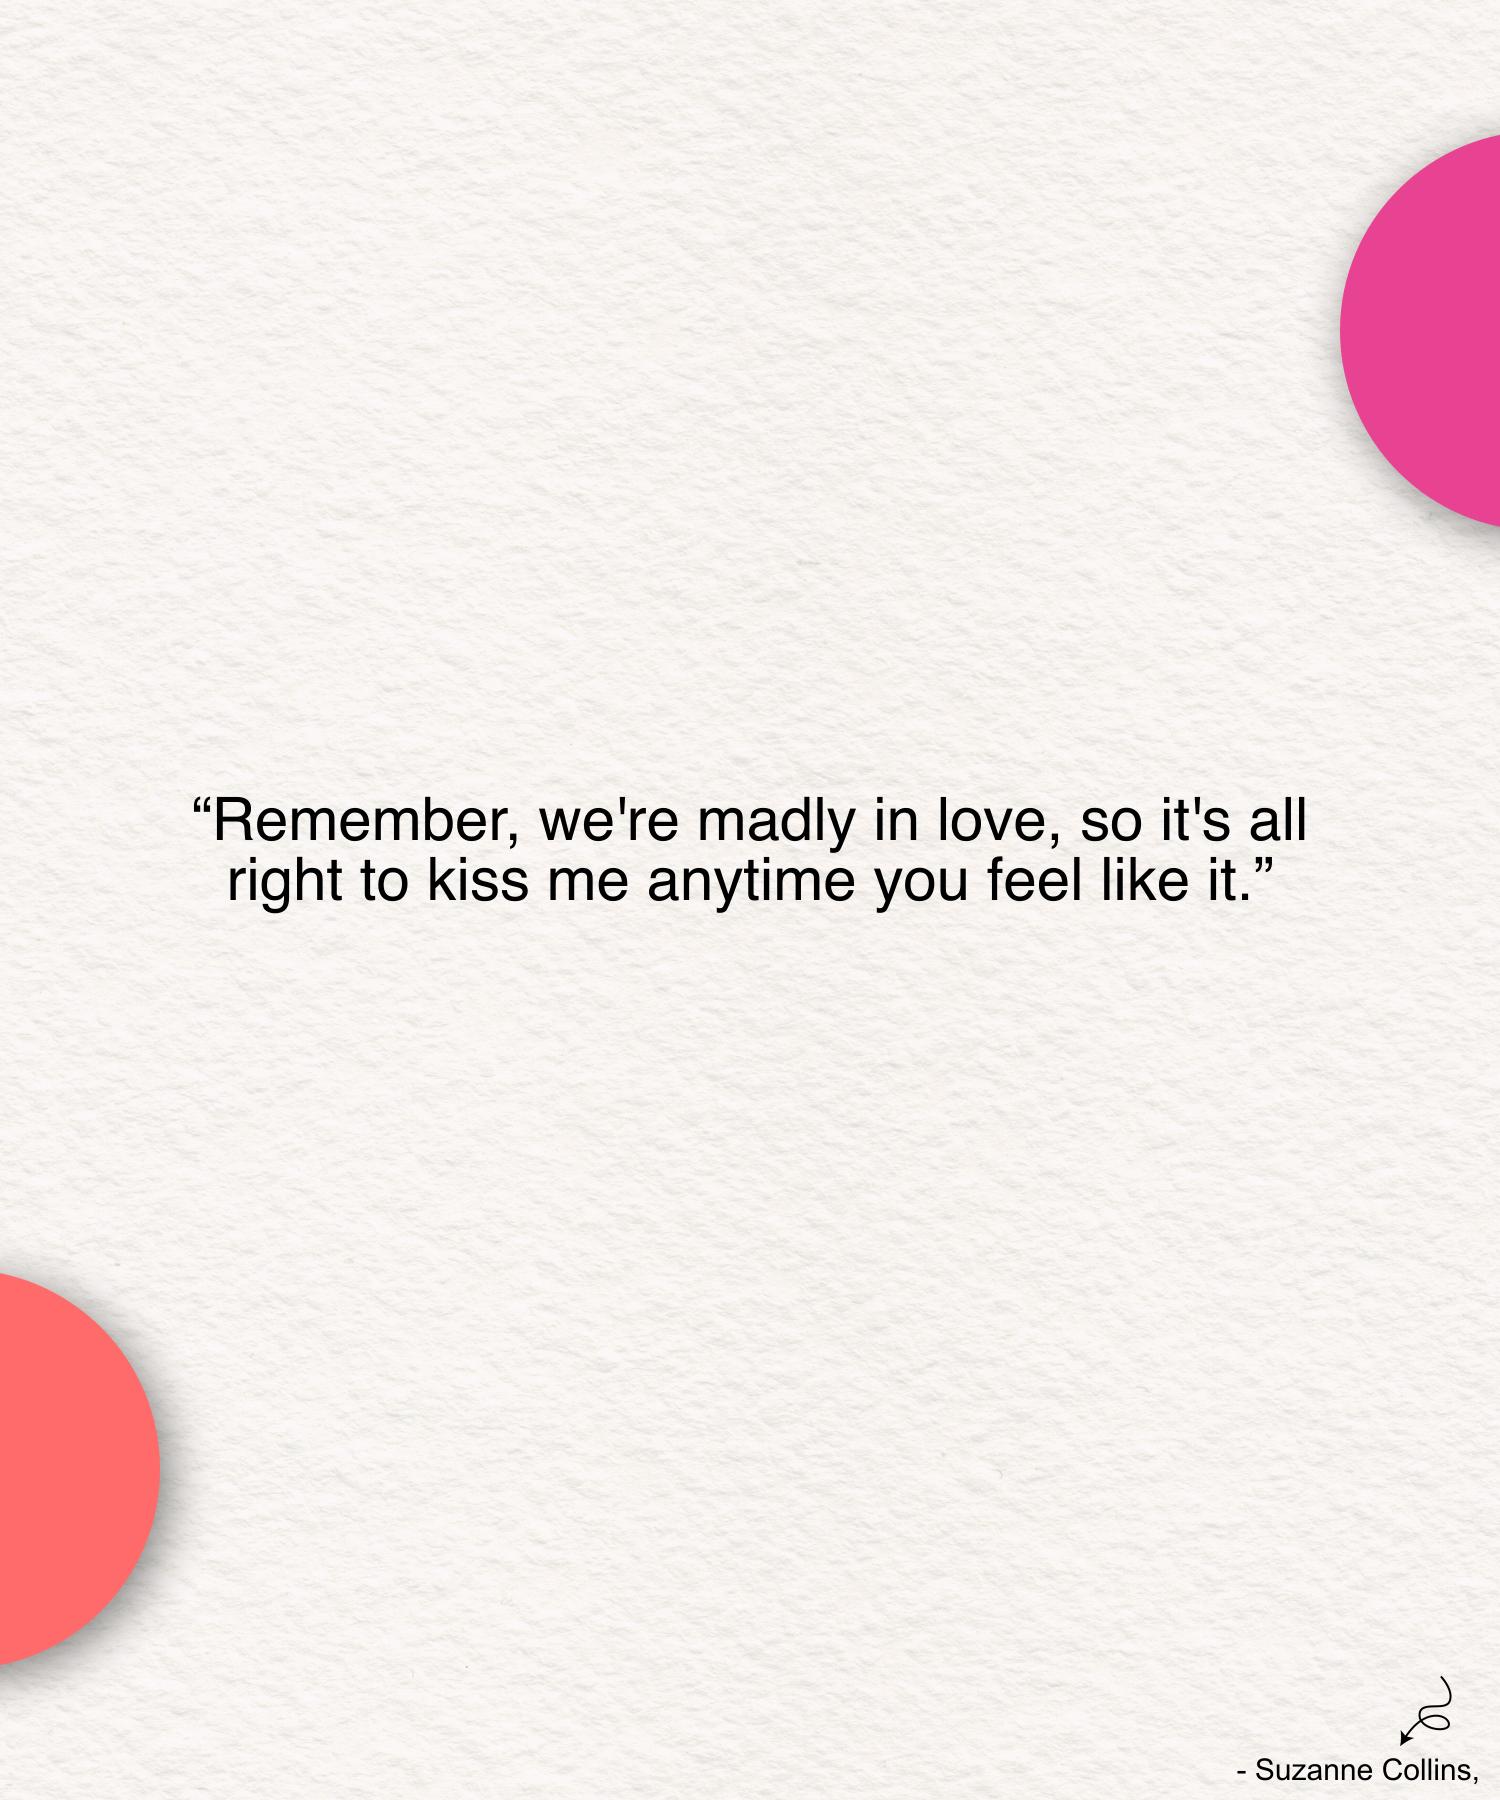 “Remember, we're madly in love, so it's all
right to kiss me anytime you feel like it.”
- Suzanne Collins,